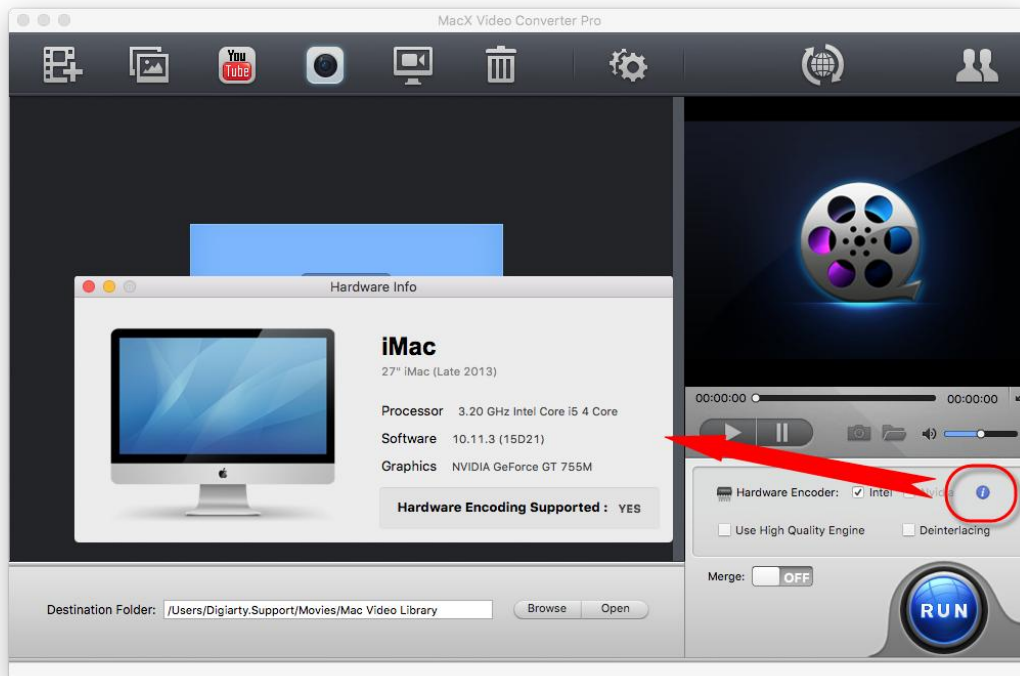 MacX Video Converter Pro
You
Tube
Hardware Info
iMac
27" iMac (Late 2013)
Processor 3.20 GHz Intel Core i5 4 Core
Software 10.11.3 (15D21)
Graphics NVIDIA GeForce GT 755M
Hardware Encoding Supported : YES
00:00:00 00:00:00
Hardware Encoder: Intel Nvidia i
Use High Quality Engine Deinterlacing
Merge: OFF
Destination Folder: /Users/Digiarty.Support/Movies/Mac Video Library Browse Open
RUN